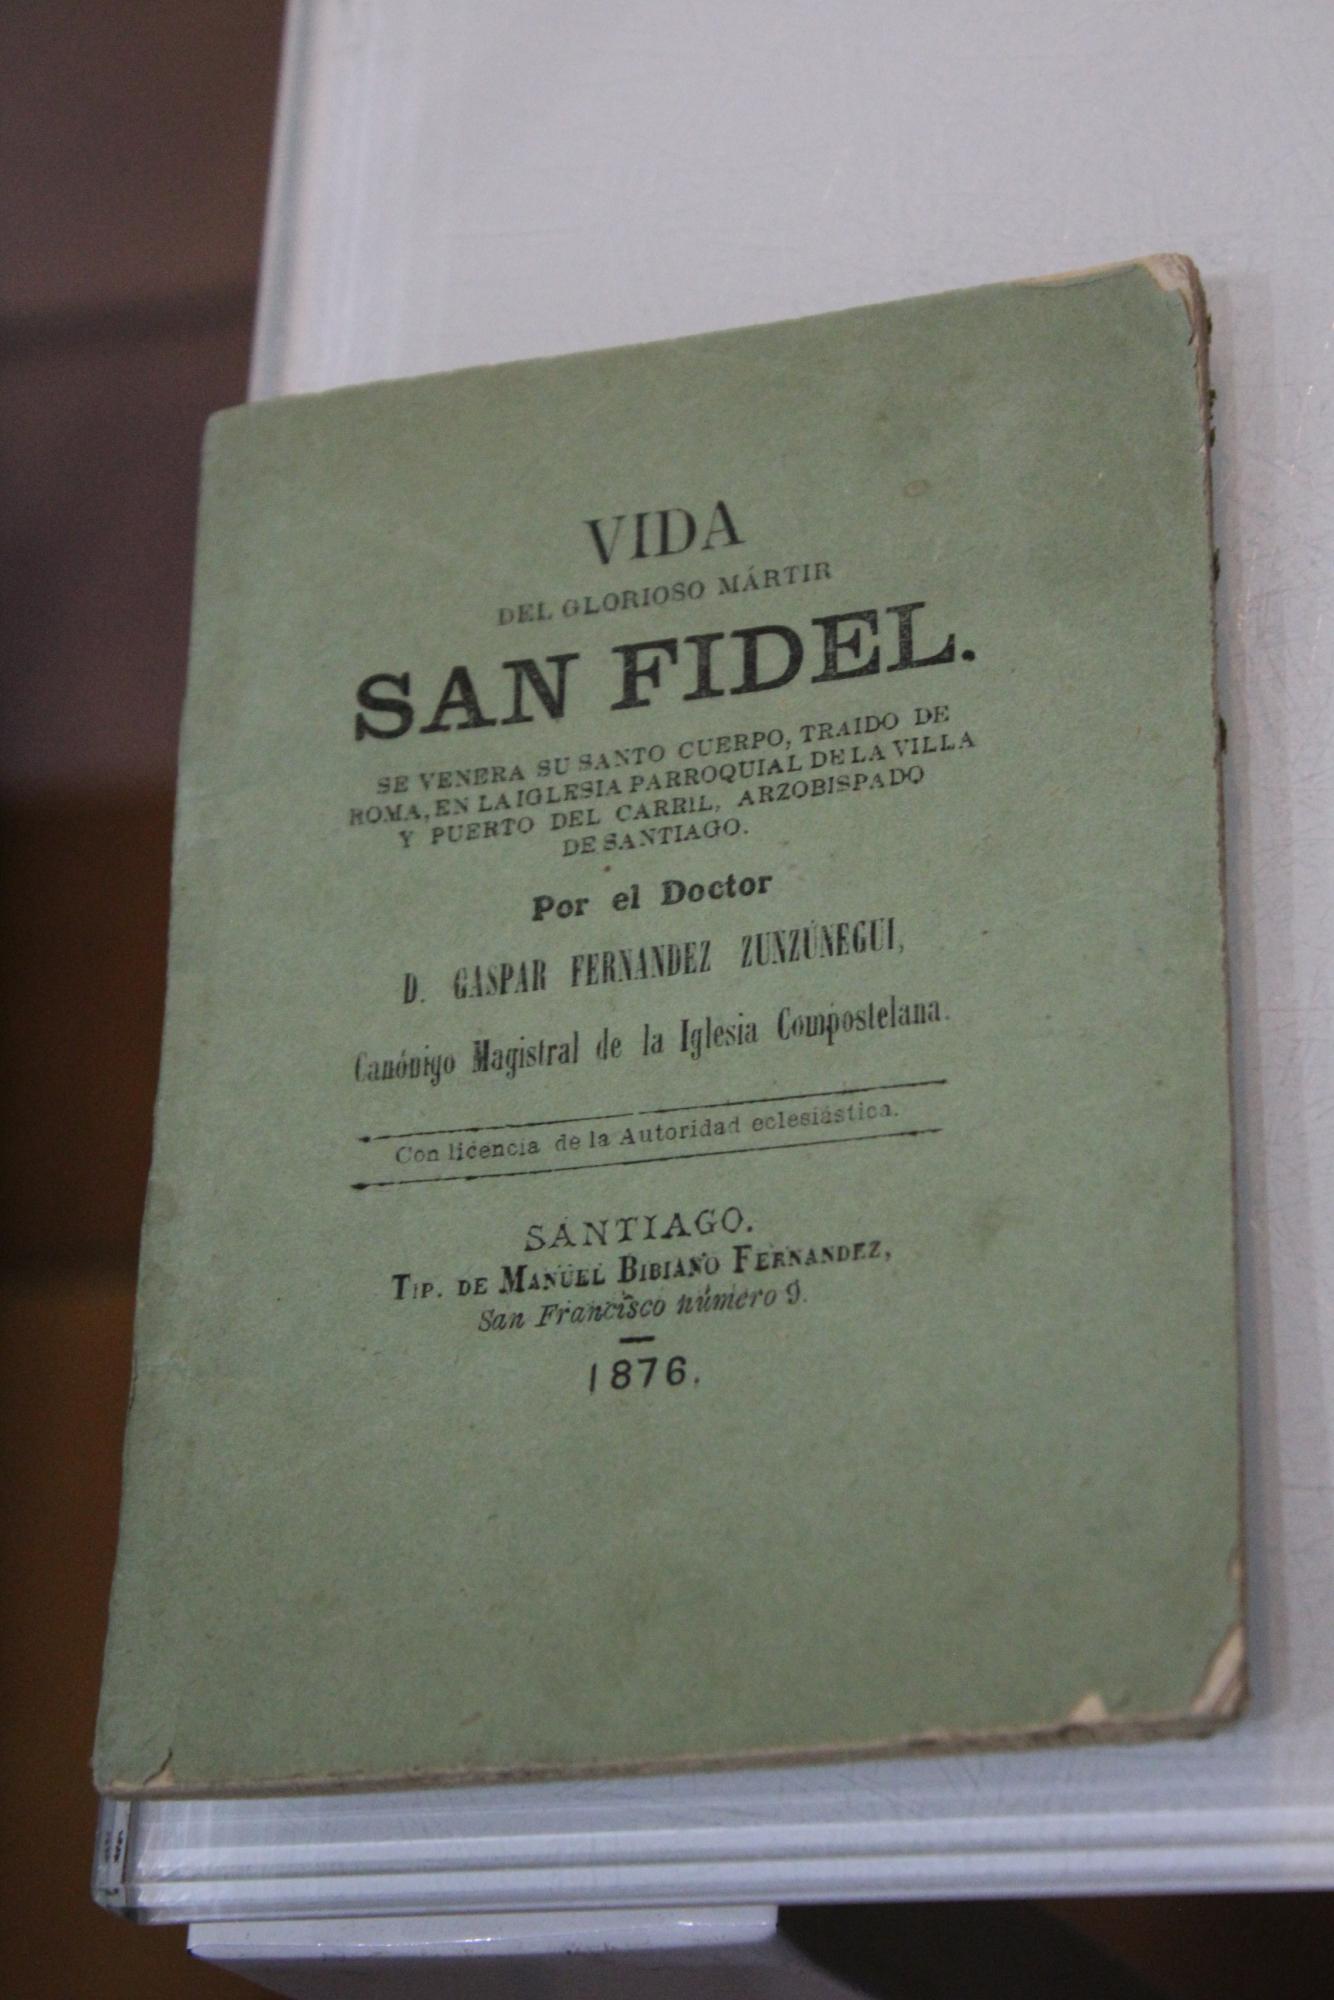 VIDA
DEL GLORIOSO MÁRTIR
SAN FIDEL.
SE VENERA SU SANTO CUERPO, TRAIDO DE
ROMA, EN LA IGLESIA PARROQUIAL DE LA VILLA
Y PUERTO DEL CARRIL, ARZOBISPADO
DE SANTIAGO.
Por el Doctor
D. GASPAR FERNANDEZ ZUNZÚNEGUI,
Canónigo Magistral de la Iglesia Compostelana.
Con licencia de la Autoridad eclesiástica.
SANTIAGO.
TIP. DE MANUEL BIBIANO FERNANDEZ,
San Francisco número 9.
1876.